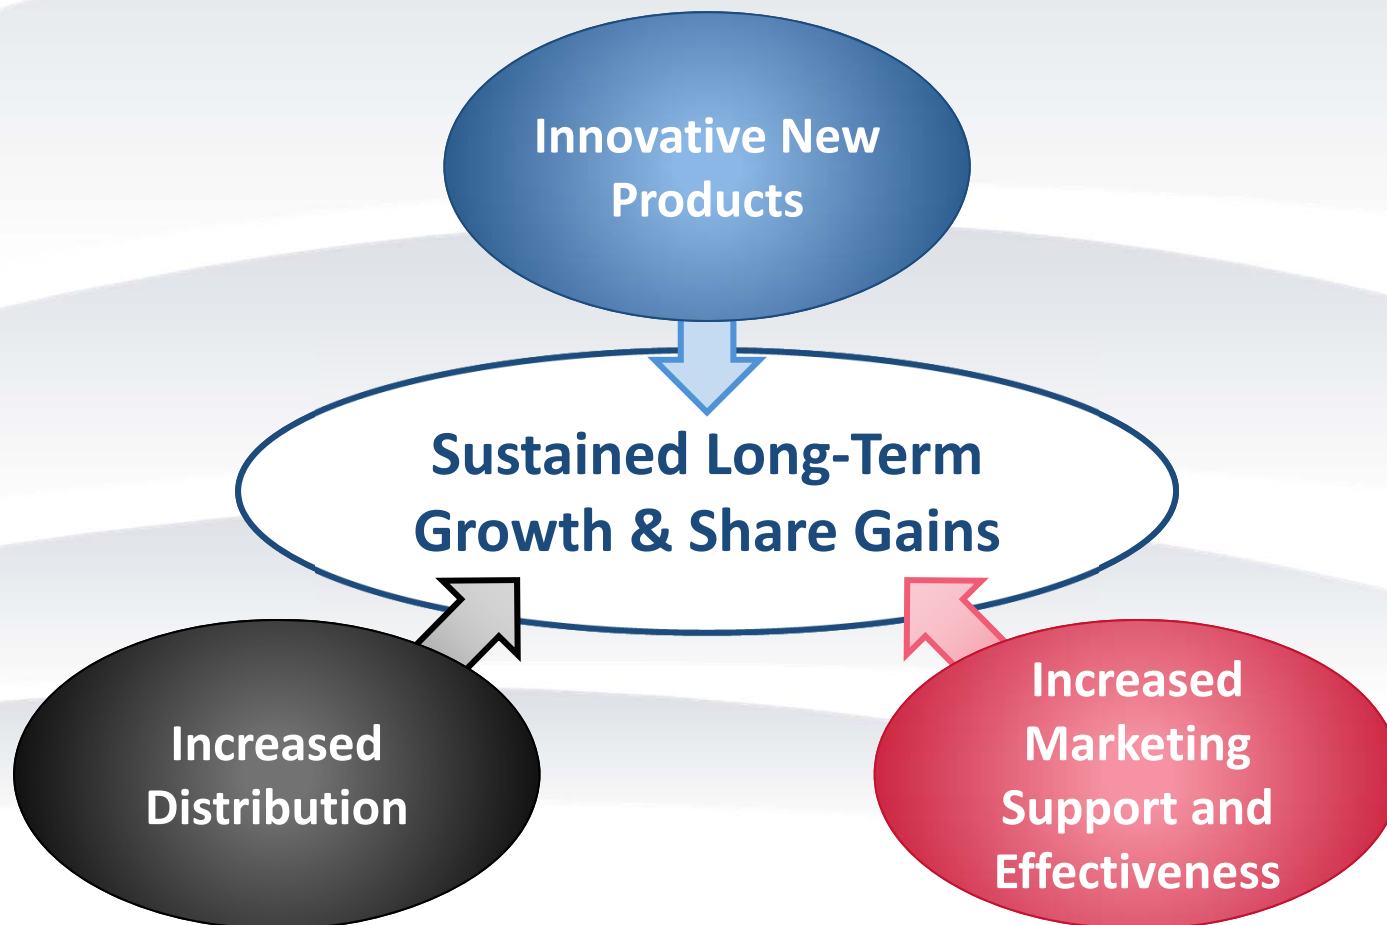 Innovative New
Products
Sustained Long-Term
Growth & Share Gains
Increased
Distribution
Increased
Marketing
Support and
Effectiveness